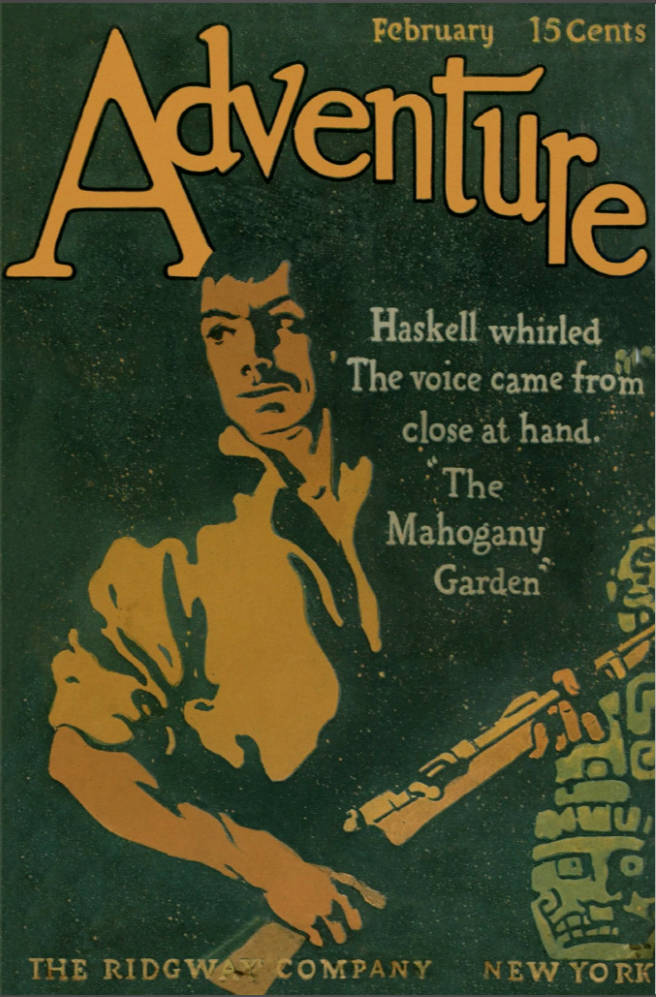 February 15 Cents
Adventure
Haskell whirled
The voice came from
close at hand.
"The
Mahogany
Garden"
THE RIDGWAY COMPANY NEW YORK